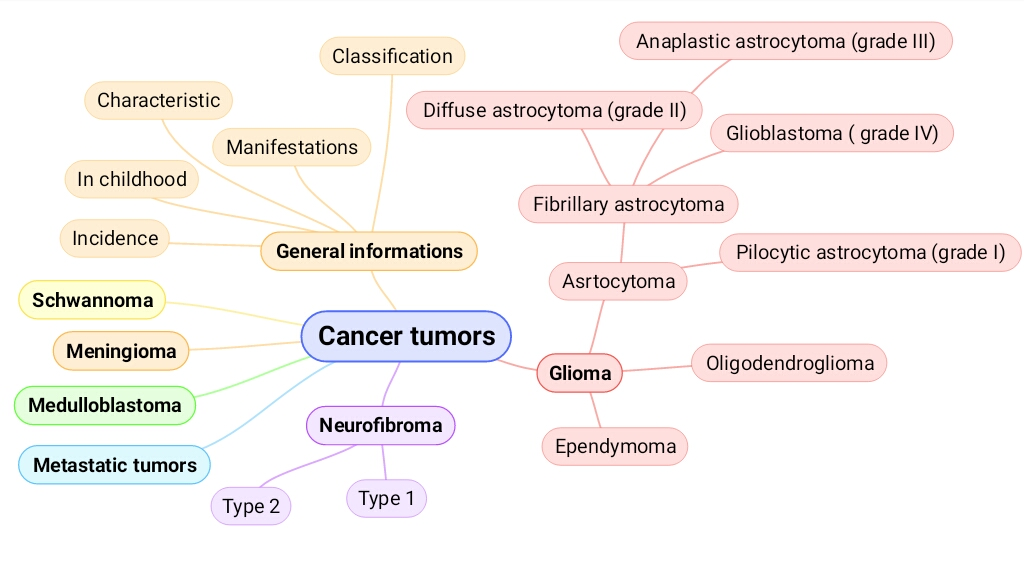 Classification
Characteristic
Manifestations
In childhood
Incidence
General informations
Schwannoma
Meningioma
Medulloblastoma
Metastatic tumors
Cancer tumors
Neurofibroma
Type 2
Type 1
Anaplastic astrocytoma (grade III)
Diffuse astrocytoma (grade II)
Glioblastoma ( grade IV)
Fibrillary astrocytoma
Pilocytic astrocytoma (grade I)
Asrtocytoma
Glioma
Oligodendroglioma
Ependymoma